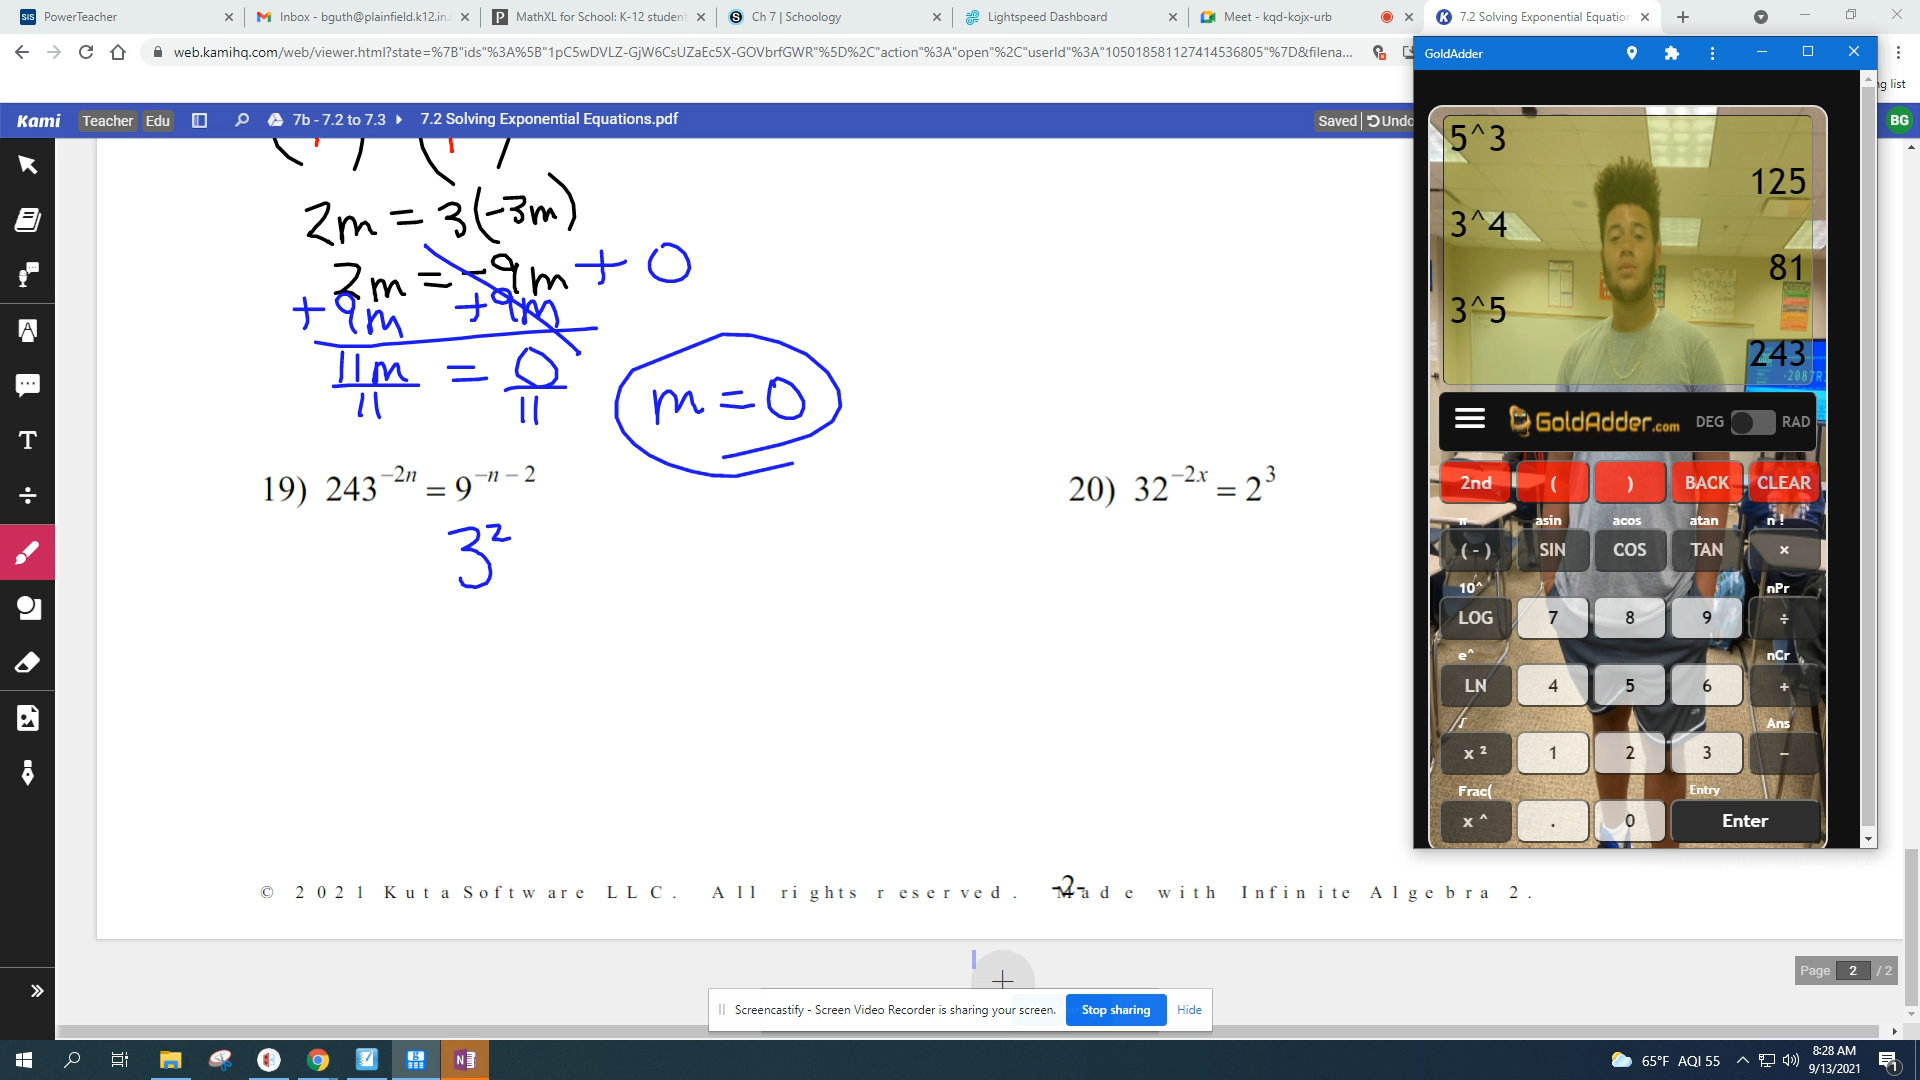 SIS PowerTeacher
Inbox - bguth@plainfield.k12.in.
MathXL for School: K-12 student
Ch 7 | Schoology
Lightspeed Dashboard
Meet - kqd-kojx-urb
7.2 Solving Exponential Equation
web.kamihq.com/web/viewer.html?state=%7B"ids"%3A%5B"1pC5wDVLZ-GjW6CsUZaEc5X-GOVbrfGWR"%5D%2C"action"%3A"open"%2C"userId"%3A"105018581127414536805"%7D&filena...
GoldAdder
ng list
Kami Teacher Edu 7b - 7.2 to 7.3 7.2 Solving Exponential Equations.pdf Saved Undo BG
2m = 3(-3m)
2m = -9m + 0
+9m +9m
11m = 0
11 11
m = 0
19) 243^{-2n} = 9^{-n - 2}
3²
20) 32^{-2x} = 2^3
5^3
125
3^4
81
3^5
243
GoldAdder.com DEG RAD
2nd ( ) BACK CLEAR
π asin acos atan n !
(-) SIN COS TAN ×
10^ nPr
LOG 7 8 9 ÷
e^ nCr
LN 4 5 6 +
√ Ans
x ² 1 2 3 −
Frac( Entry
x ^ . 0 Enter
© 2021 Kuta Software LLC. All rights reserved. Made with Infinite Algebra 2.
-2-
Page 2 / 2
Screencastify - Screen Video Recorder is sharing your screen. Stop sharing Hide
65°F AQI 55
8:28 AM
9/13/2021
1